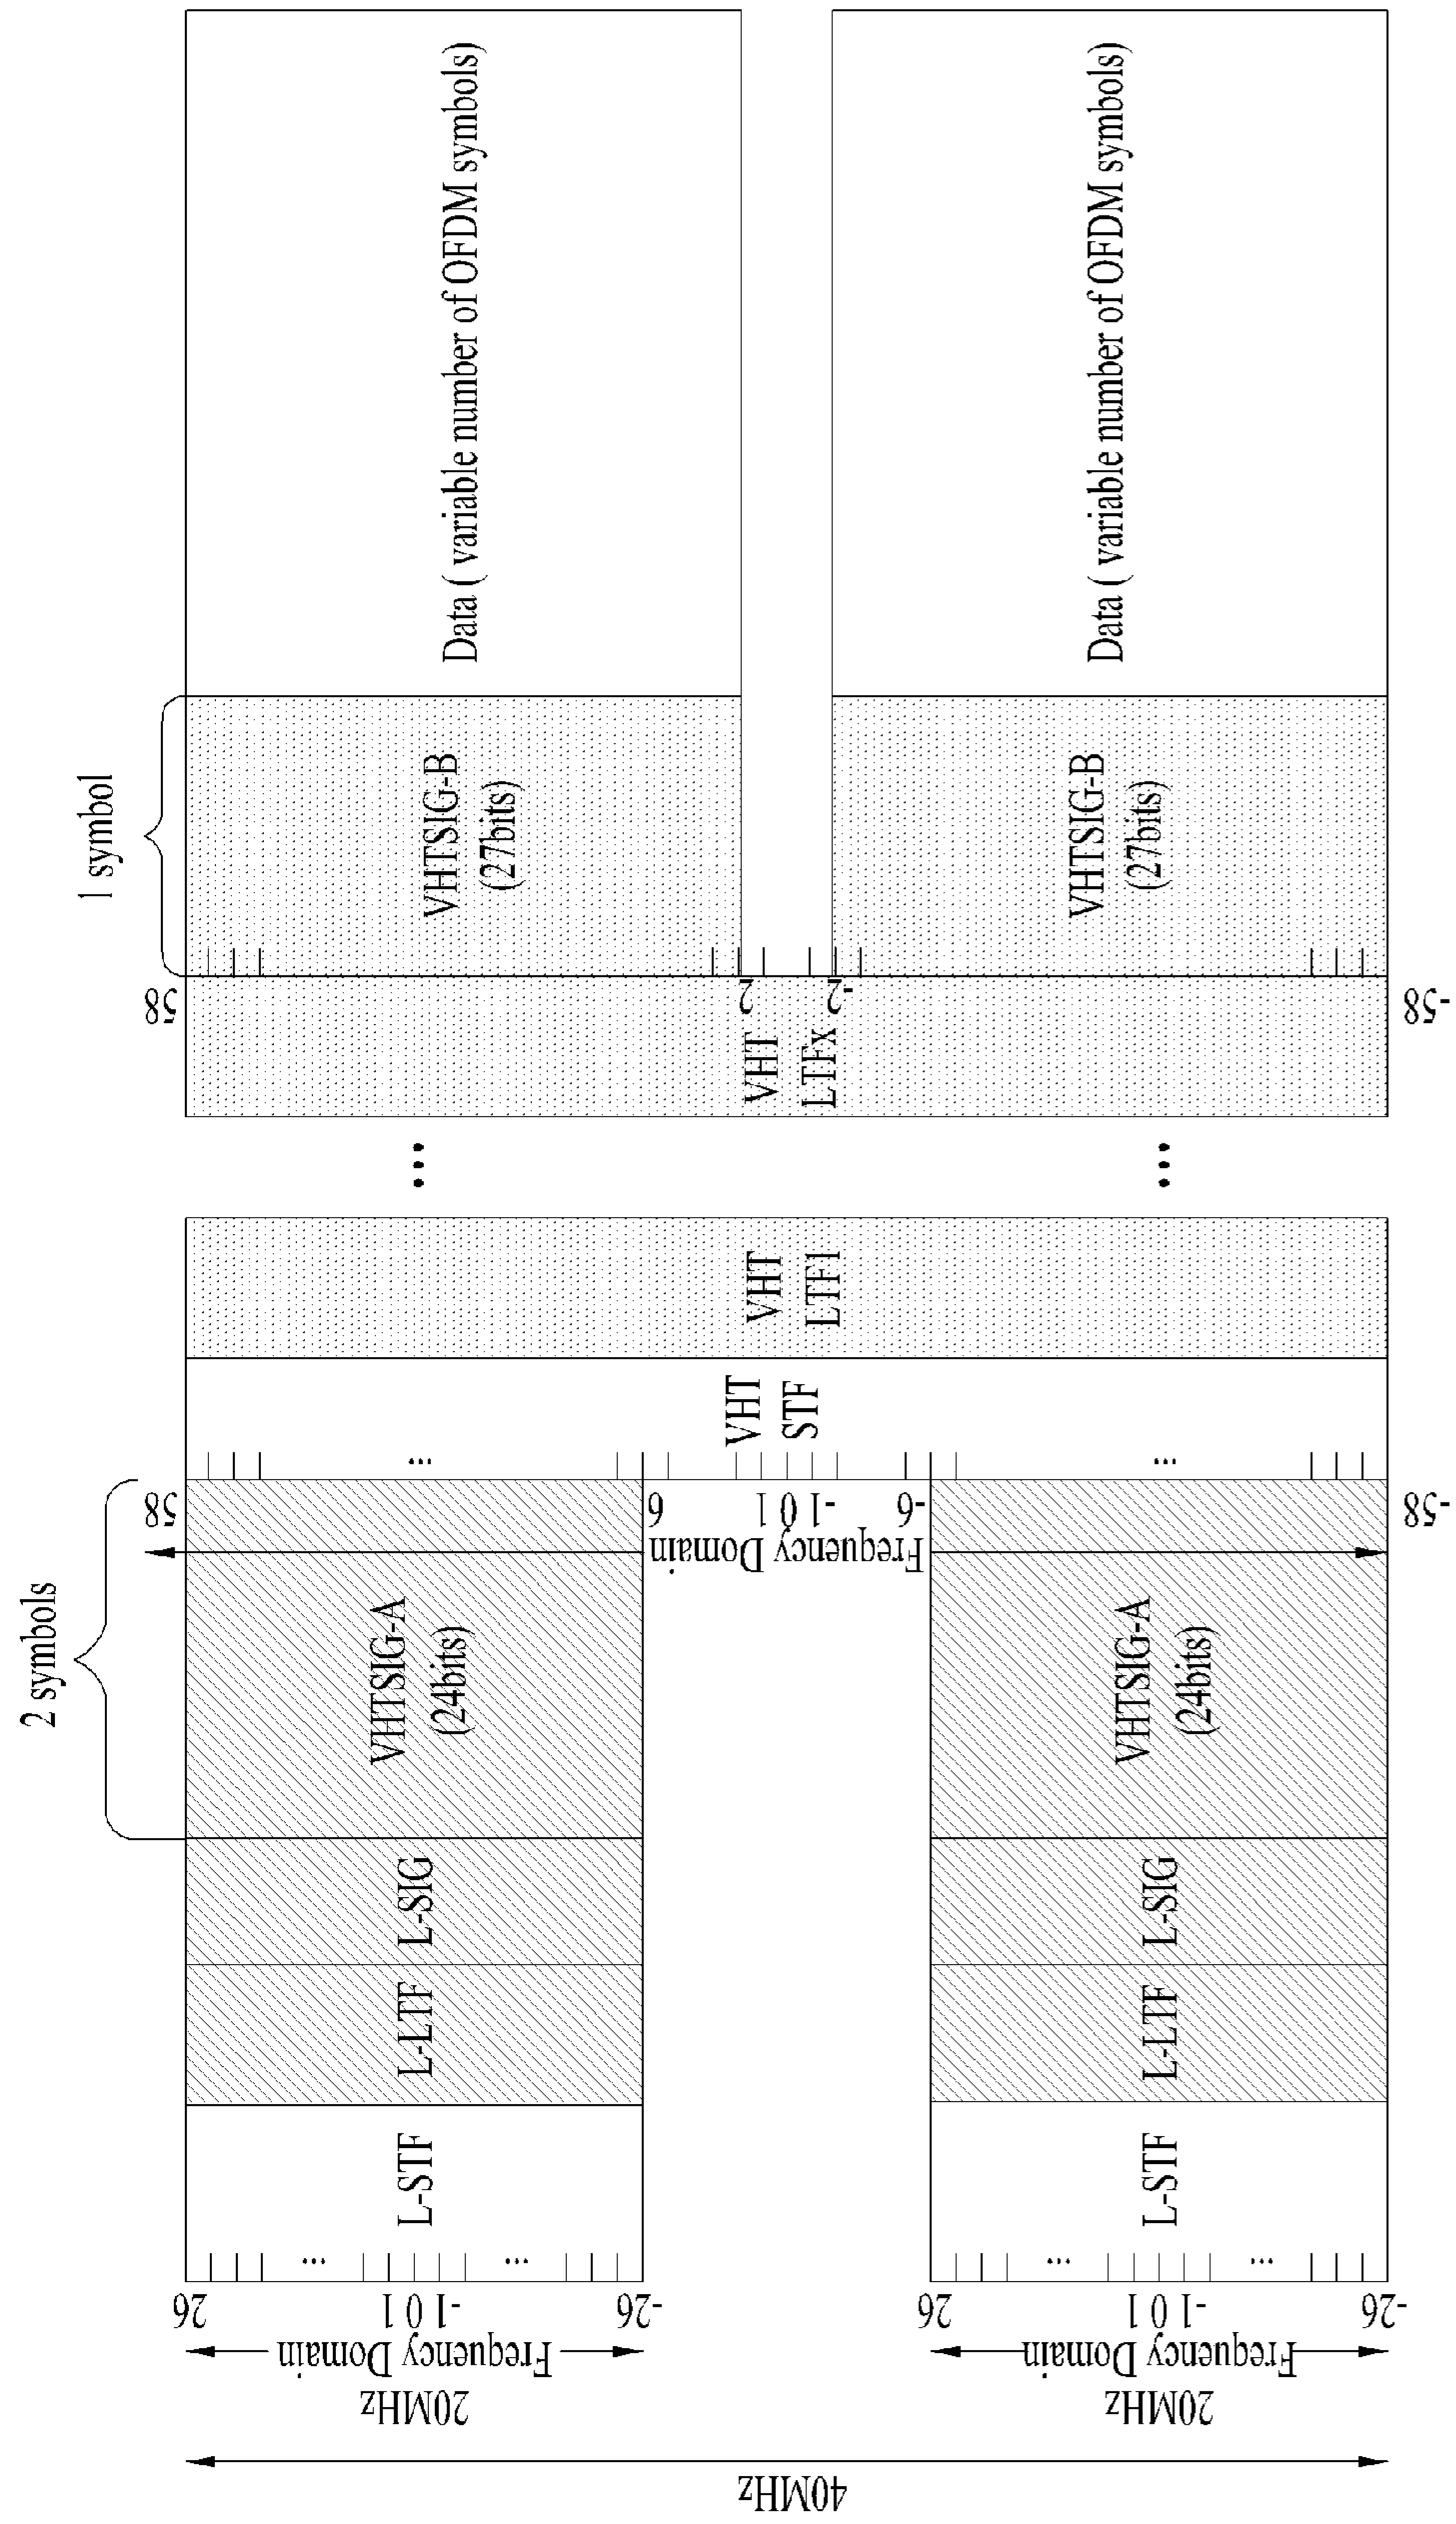 2 symbols
1 symbol
40MHz
20MHz
Frequency Domain
26
-1 0 1
-26
L-STF
L-LTF
L-SIG
VHTSIG-A
(24bits)
58
6
-1 0 1
-6
-58
Frequency Domain
VHT
STF
VHT
LTF1
...
VHT
LTFx
58
2
-2
-58
VHTSIG-B
(27bits)
Data ( variable number of OFDM symbols)
20MHz
Frequency Domain
26
-1 0 1
-26
L-STF
L-LTF
L-SIG
VHTSIG-A
(24bits)
...
VHTSIG-B
(27bits)
Data ( variable number of OFDM symbols)